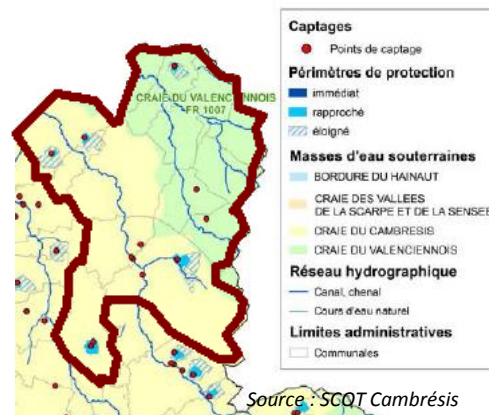 CRAIE DU VALENCIENNOIS
FR 1007
Captages
Points de captage
Périmètres de protection
immédiat
rapproché
éloigné
Masses d'eau souterraines
BORDURE DU HAINAUT
CRAIE DES VALLEES
DE LA SCARPE ET DE LA SENSEE
CRAIE DU CAMBRESIS
CRAIE DU VALENCIENNOIS
Réseau hydrographique
Canal, chenal
Cours d'eau naturel
Limites administratives
Communales
Source : SCOT Cambrésis